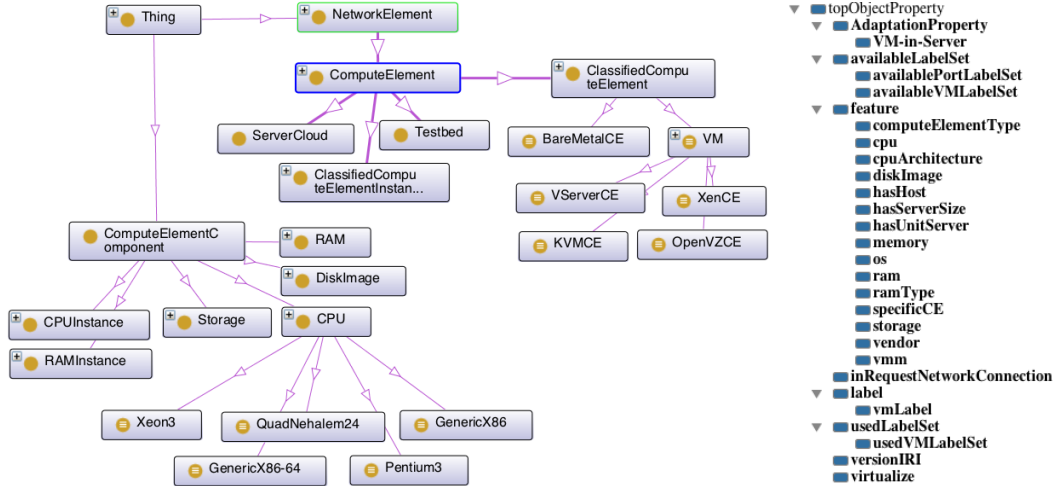 Thing
NetworkElement
ComputeElement
ClassifiedCompu
teElement
ServerCloud
Testbed
ClassifiedCompu
teElementInstan...
BareMetalCE
VM
VServerCE
XenCE
KVMCE
OpenVZCE
ComputeElementC
omponent
RAM
DiskImage
CPUInstance
Storage
CPU
RAMInstance
Xeon3
QuadNehalem24
GenericX86
GenericX86-64
Pentium3
topObjectProperty
AdaptationProperty
VM-in-Server
availableLabelSet
availablePortLabelSet
availableVMLabelSet
feature
computeElementType
cpu
cpuArchitecture
diskImage
hasHost
hasServerSize
hasUnitServer
memory
os
ram
ramType
specificCE
storage
vendor
vmm
inRequestNetworkConnection
label
vmLabel
usedLabelSet
usedVMLabelSet
versionIRI
virtualize